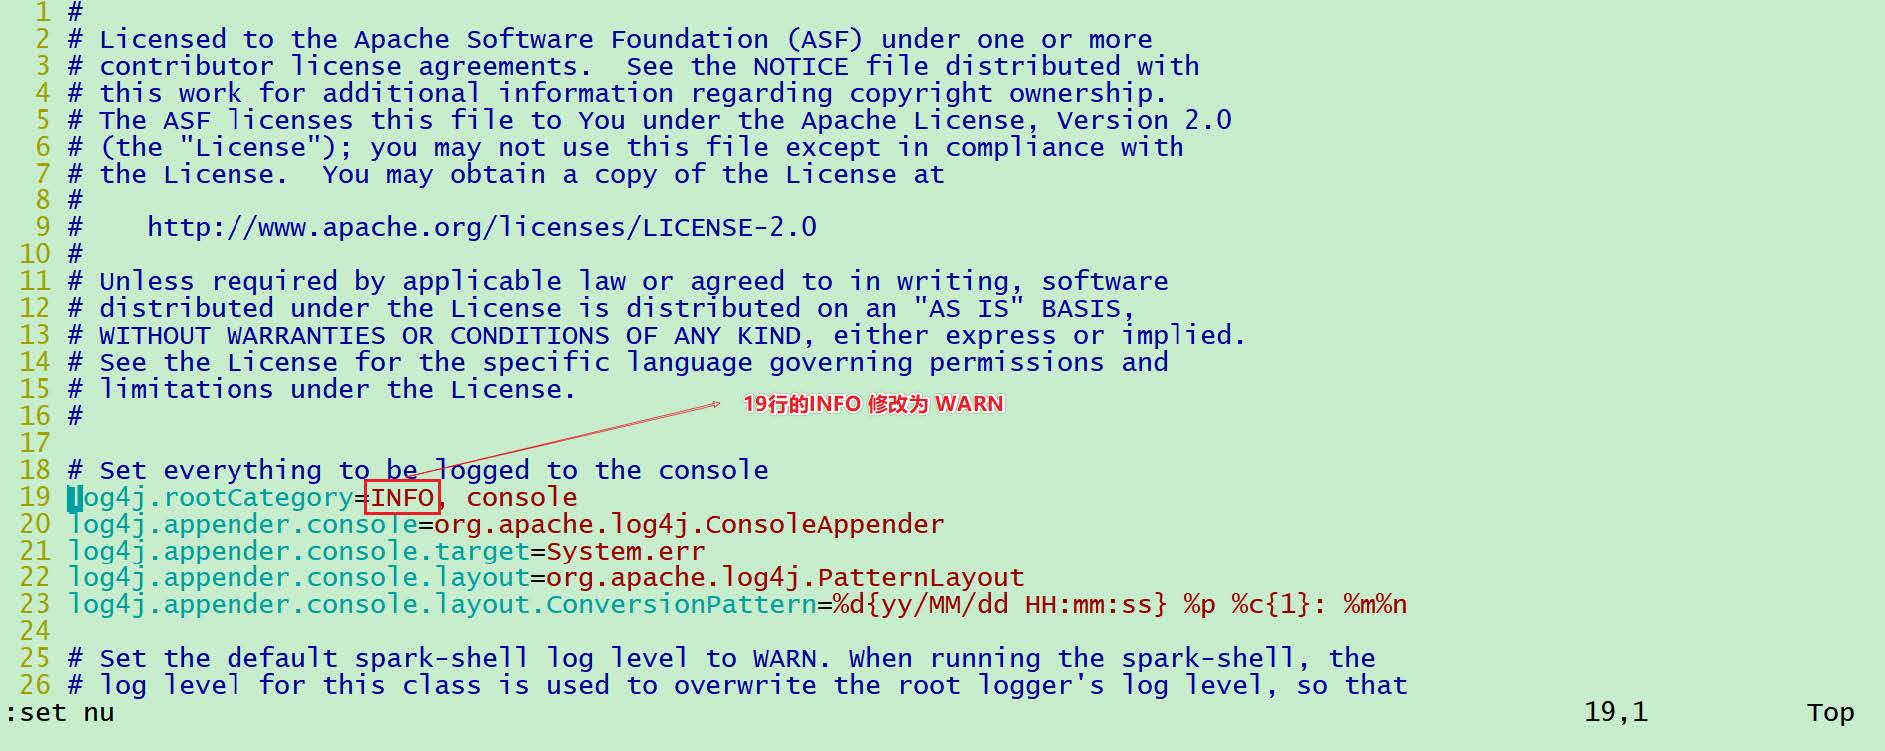 1 #
2 # Licensed to the Apache Software Foundation (ASF) under one or more
3 # contributor license agreements.  See the NOTICE file distributed with
4 # this work for additional information regarding copyright ownership.
5 # The ASF licenses this file to You under the Apache License, Version 2.0
6 # (the "License"); you may not use this file except in compliance with
7 # the License.  You may obtain a copy of the License at
8 #
9 #    http://www.apache.org/licenses/LICENSE-2.0
10 #
11 # Unless required by applicable law or agreed to in writing, software
12 # distributed under the License is distributed on an "AS IS" BASIS,
13 # WITHOUT WARRANTIES OR CONDITIONS OF ANY KIND, either express or implied.
14 # See the License for the specific language governing permissions and
15 # limitations under the License.
19行的INFO 修改为 WARN
16 #
17
18 # Set everything to be logged to the console
19 log4j.rootCategory=INFO, console
20 log4j.appender.console=org.apache.log4j.ConsoleAppender
21 log4j.appender.console.target=System.err
22 log4j.appender.console.layout=org.apache.log4j.PatternLayout
23 log4j.appender.console.layout.ConversionPattern=%d{yy/MM/dd HH:mm:ss} %p %c{1}: %m%n
24
25 # Set the default spark-shell log level to WARN. When running the spark-shell, the
26 # log level for this class is used to overwrite the root logger's log level, so that
:set nu 19,1 Top